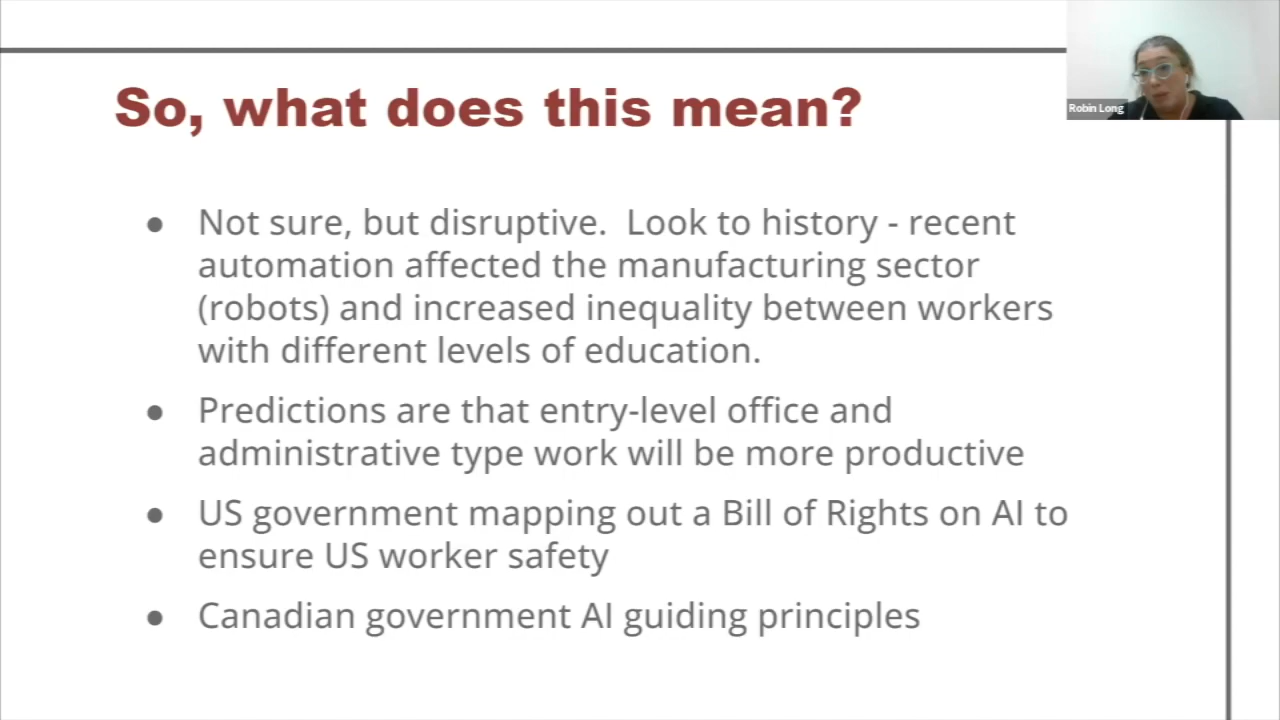 So, what does this mean?
Robin Long
● Not sure, but disruptive.  Look to history - recent
automation affected the manufacturing sector
(robots) and increased inequality between workers
with different levels of education.
● Predictions are that entry-level office and
administrative type work will be more productive
● US government mapping out a Bill of Rights on AI to
ensure US worker safety
● Canadian government AI guiding principles